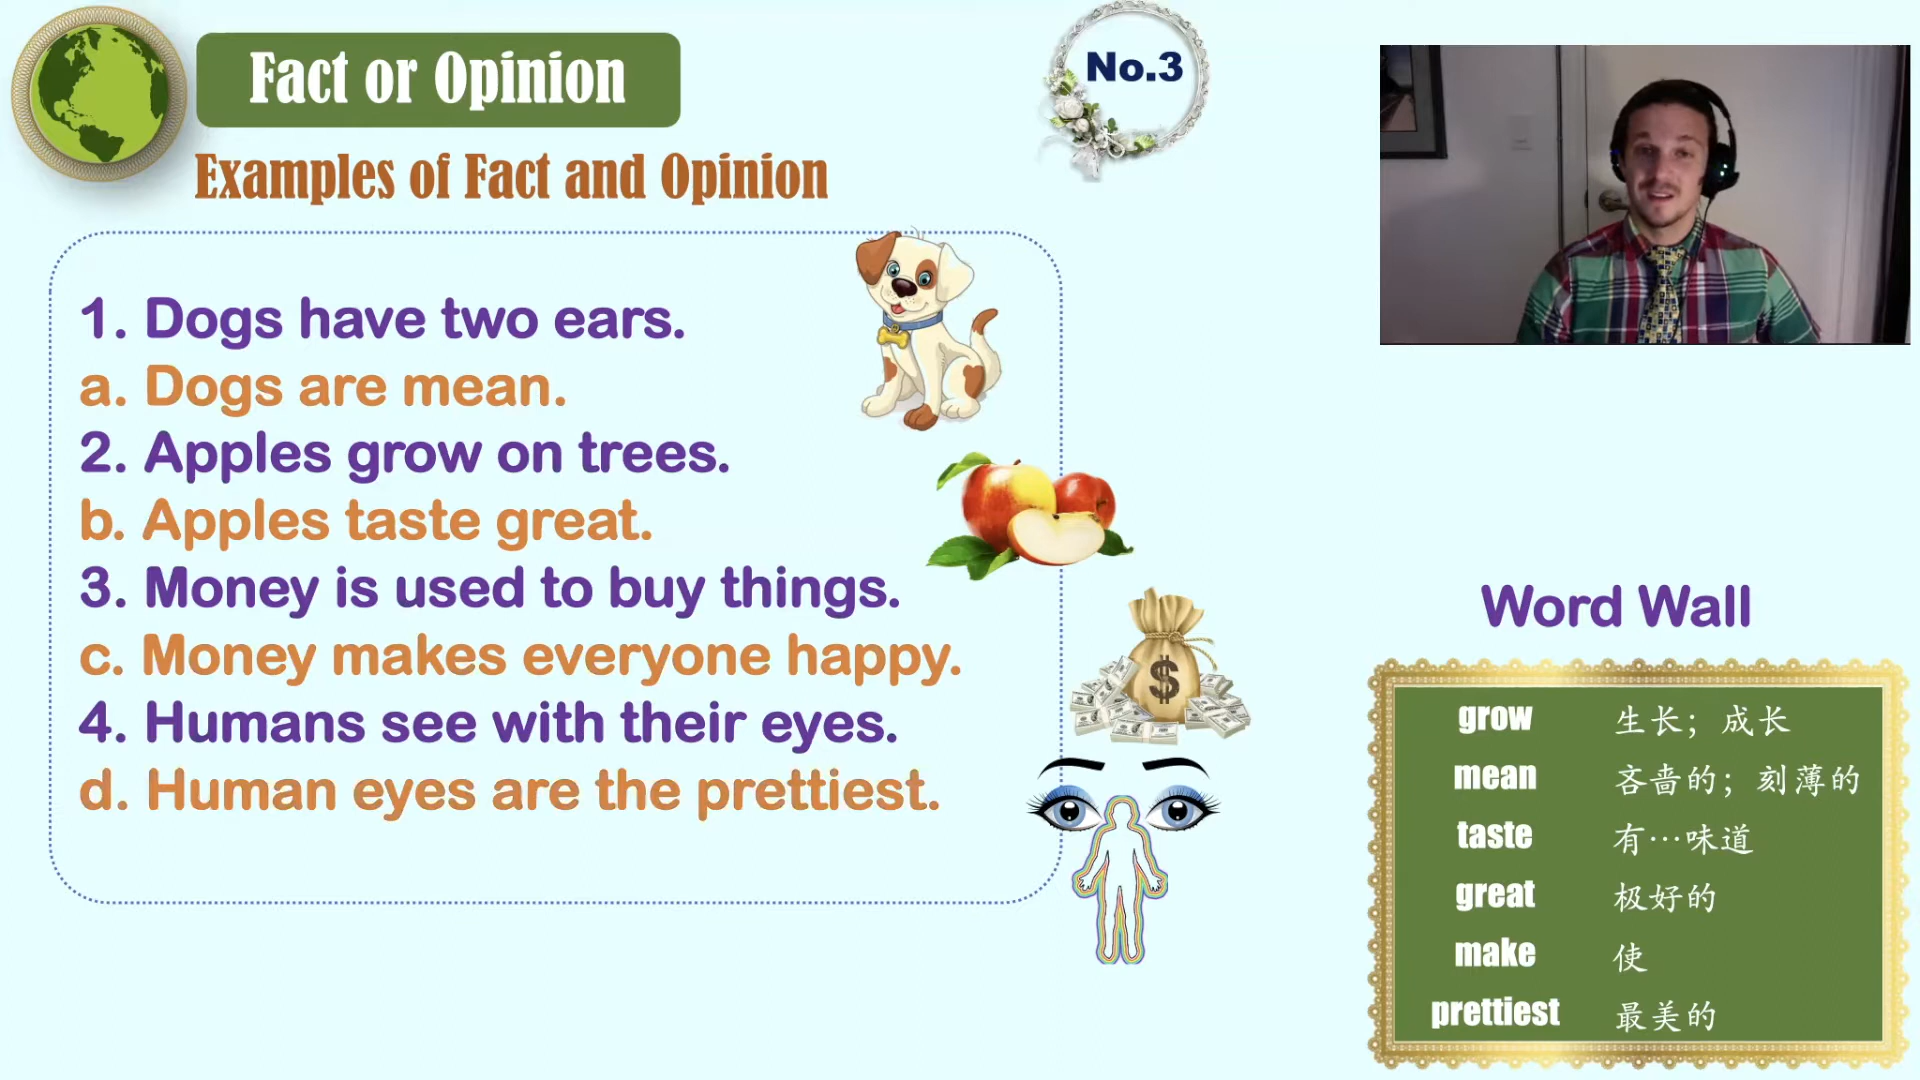 Fact or Opinion
No.3
Examples of Fact and Opinion
1. Dogs have two ears.
a. Dogs are mean.
2. Apples grow on trees.
b. Apples taste great.
3. Money is used to buy things.
c. Money makes everyone happy.
4. Humans see with their eyes.
d. Human eyes are the prettiest.
$
Word Wall
grow 生长；成长
mean 吝啬的；刻薄的
taste 有…味道
great 极好的
make 使
prettiest 最美的